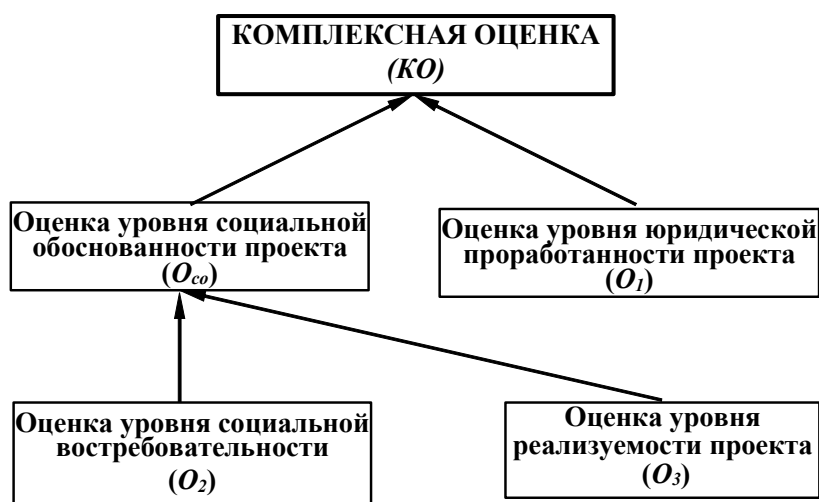 КОМПЛЕКСНАЯ ОЦЕНКА
(КО)
Оценка уровня социальной
обоснованности проекта
(Oсо)
Оценка уровня юридической
проработанности проекта
(O1)
Оценка уровня социальной
востребовательности
(O2)
Оценка уровня
реализуемости проекта
(O3)